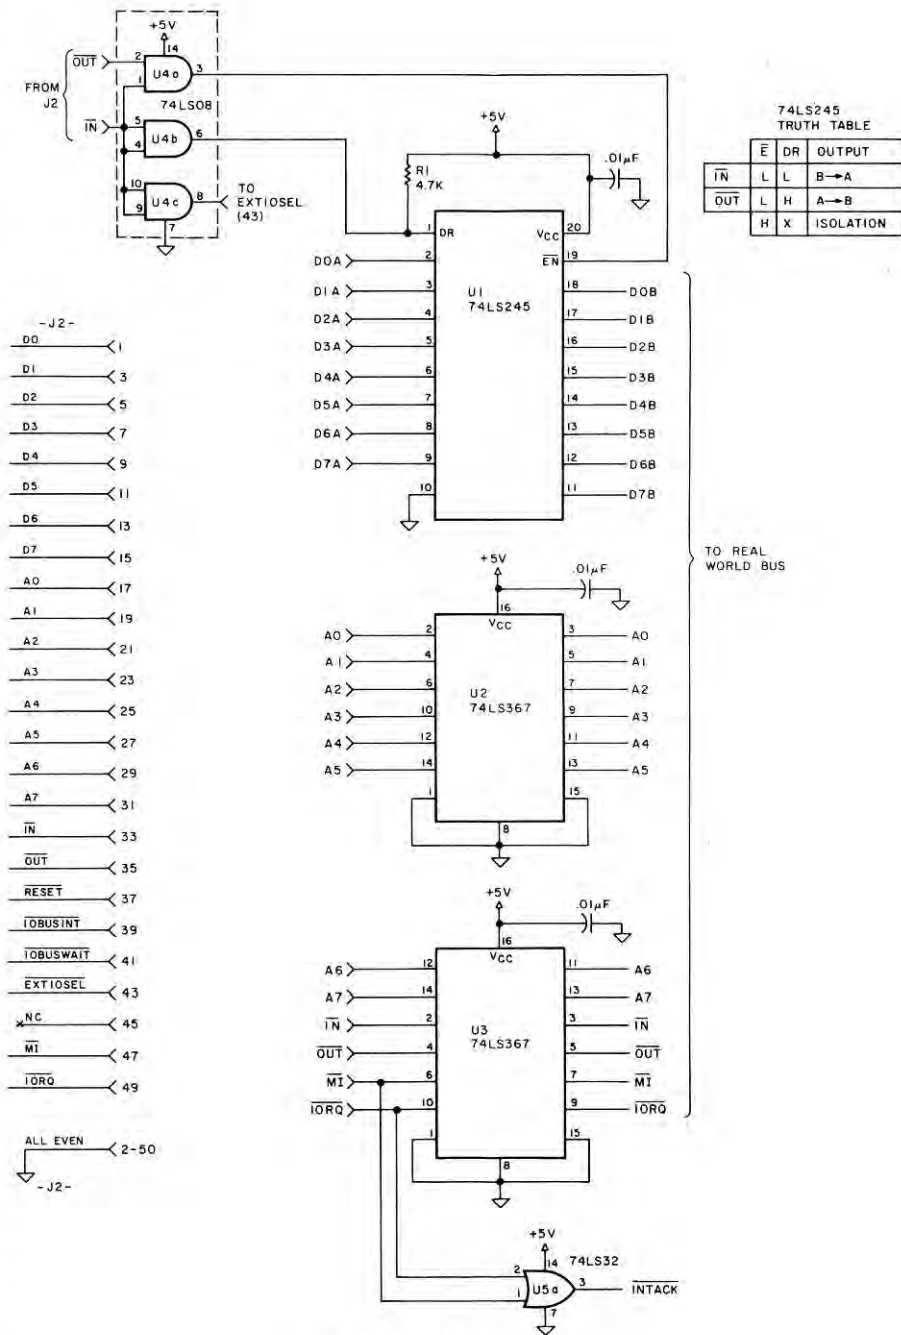 +5V
OUT 2 14
U4a 3
FROM J2
1
74LS08
IN 5
U4b 6
4
10
U4c 8
9
TO EXTIOSEL (43)
7
+5V
R1
4.7K
.01µF
74LS245
TRUTH TABLE
E DR OUTPUT
IN L L B→A
OUT L H A→B
H X ISOLATION
1 DR VCC 20
D0A 2 EN 19
U1
74LS245
D1A 3 18 D0B
D2A 4 17 D1B
D3A 5 16 D2B
D4A 6 15 D3B
D5A 7 14 D4B
D6A 8 13 D5B
D7A 9 12 D6B
10 11 D7B
TO REAL
WORLD BUS
-J2-
D0 1
D1 3
D2 5
D3 7
D4 9
D5 11
D6 13
D7 15
A0 17
A1 19
A2 21
A3 23
A4 25
A5 27
A6 29
A7 31
IN 33
OUT 35
RESET 37
IOBUSINT 39
IOBUSWAIT 41
EXTIOSEL 43
NC 45
MI 47
IORQ 49
ALL EVEN 2-50
-J2-
+5V
.01µF
16
VCC
A0 2 3 A0
A1 4 5 A1
A2 6 7 A2
U2
74LS367
A3 10 9 A3
A4 12 11 A4
A5 14 13 A5
1 15
8
+5V
.01µF
16
VCC
A6 12 11 A6
A7 14 13 A7
IN 2 3 IN
U3
74LS367
OUT 4 5 OUT
MI 6 7 MI
IORQ 10 9 IORQ
1 15
8
+5V
14 74LS32
2
U5a 3 INTACK
1
7